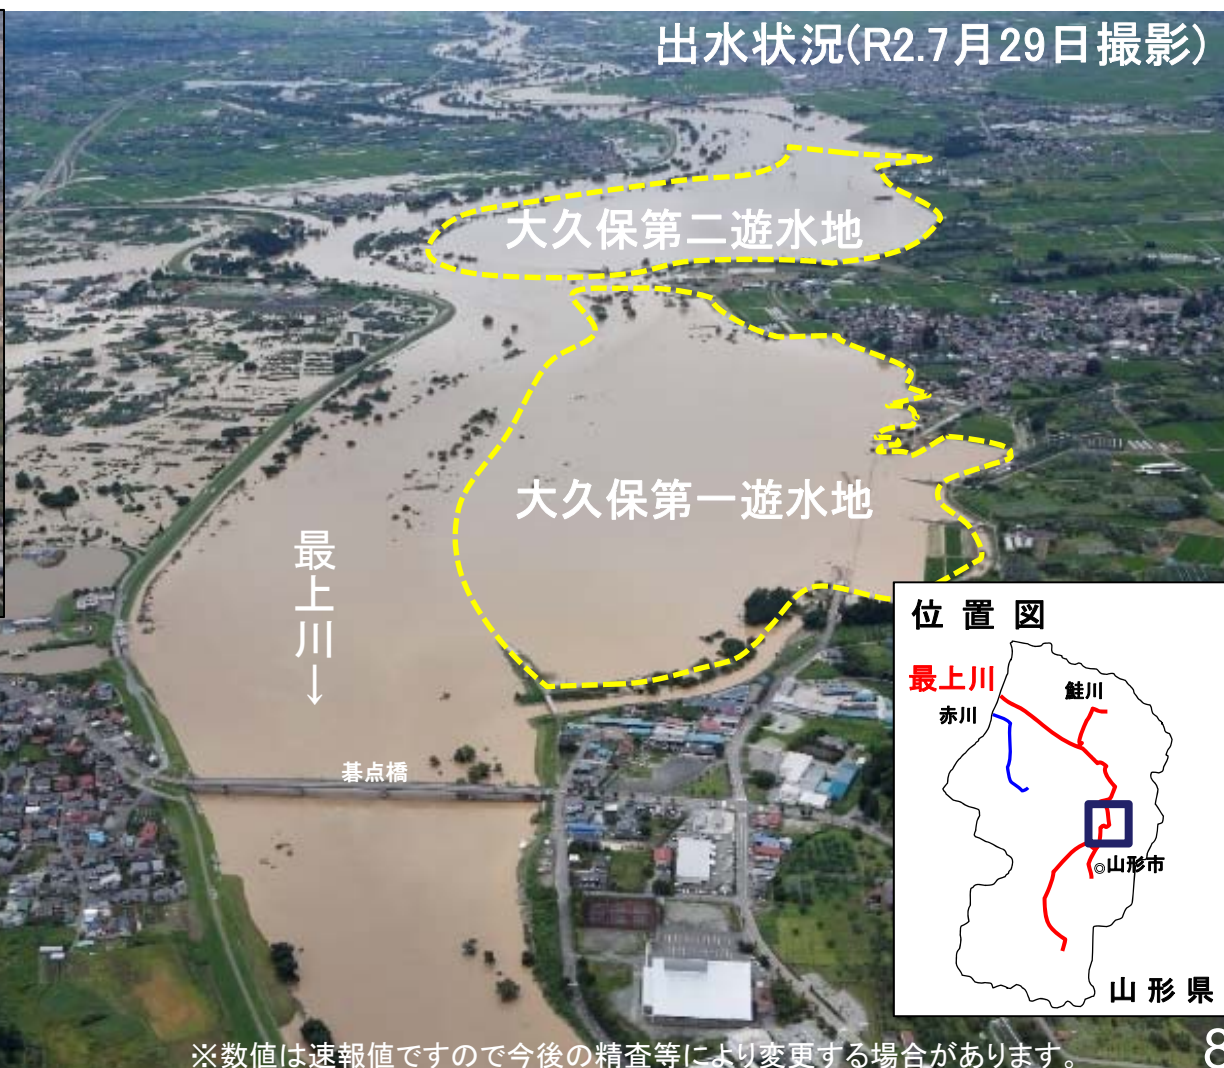 出水状況(R2.7月29日撮影)
大久保第二遊水地
大久保第一遊水地
最上川↓
碁点橋
位置図
最上川
鮭川
赤川
◎山形市
山形県
※数値は速報値ですので今後の精査等により変更する場合があります。
8